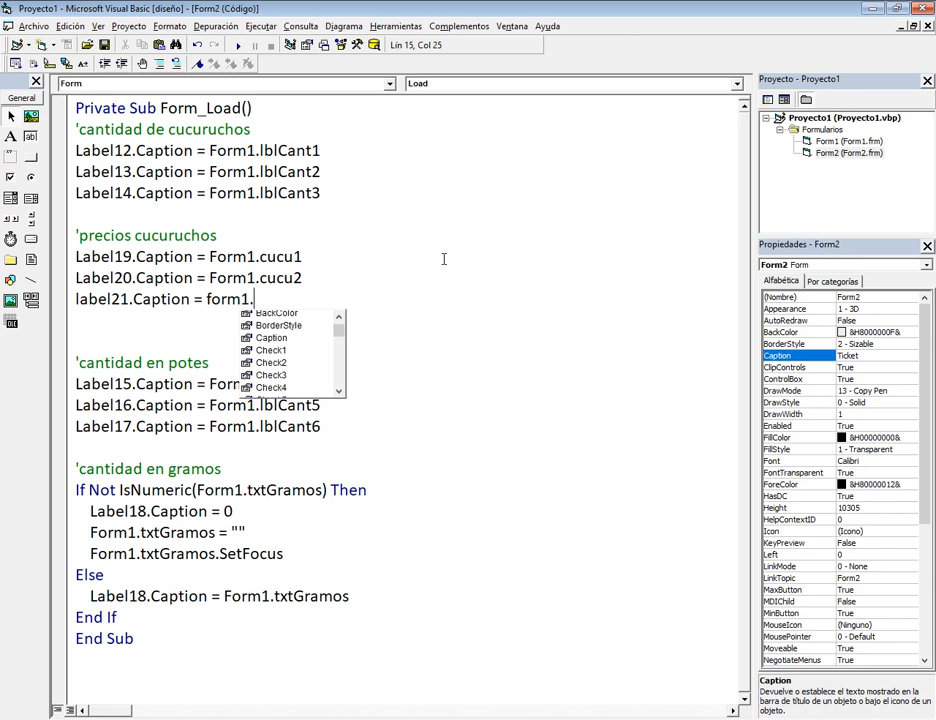 Proyecto1 - Microsoft Visual Basic [diseño] - [Form2 (Código)]
Archivo Edición Ver Proyecto Formato Depuración Ejecutar Consulta Diagrama Herramientas Complementos Ventana Ayuda
Lín 15, Col 25
General
Form
Load
Private Sub Form_Load()
'cantidad de cucuruchos
Label12.Caption = Form1.lblCant1
Label13.Caption = Form1.lblCant2
Label14.Caption = Form1.lblCant3
'precios cucuruchos
Label19.Caption = Form1.cucu1
Label20.Caption = Form1.cucu2
label21.Caption = form1.
BackColor
BorderStyle
Caption
Check1
Check2
Check3
Check4
'cantidad en potes
Label15.Caption = For
Label16.Caption = Form1.lblCant5
Label17.Caption = Form1.lblCant6
'cantidad en gramos
If Not IsNumeric(Form1.txtGramos) Then
Label18.Caption = 0
Form1.txtGramos = ""
Form1.txtGramos.SetFocus
Else
Label18.Caption = Form1.txtGramos
End If
End Sub
Proyecto - Proyecto1
Proyecto1 (Proyecto1.vbp)
Formularios
Form1 (Form1.frm)
Form2 (Form2.frm)
Propiedades - Form2
Form2 Form
Alfabética Por categorías
(Nombre) Form2
Appearance 1 - 3D
AutoRedraw False
BackColor &H8000000F&
BorderStyle 2 - Sizable
Caption Ticket
ClipControls True
ControlBox True
DrawMode 13 - Copy Pen
DrawStyle 0 - Solid
DrawWidth 1
Enabled True
FillColor &H00000000&
FillStyle 1 - Transparent
Font Calibri
FontTransparent True
ForeColor &H80000012&
HasDC True
Height 10305
HelpContextID 0
Icon (Icono)
KeyPreview False
Left 0
LinkMode 0 - None
LinkTopic Form2
MaxButton True
MDIChild False
MinButton True
MouseIcon (Ninguno)
MousePointer 0 - Default
Moveable True
NegotiateMenus True
Caption
Devuelve o establece el texto mostrado en la
barra de título de un objeto o bajo el icono de un
objeto.